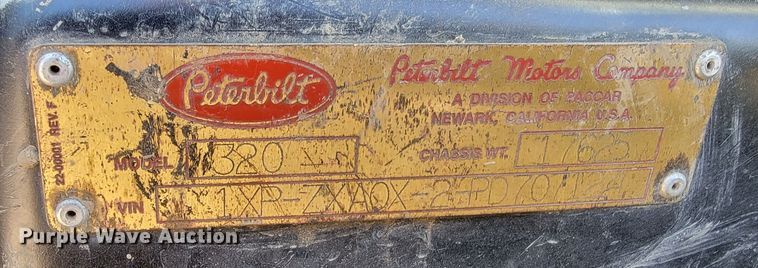 Peterbilt
Peterbilt Motors Company
A DIVISION OF PACCAR
NEWARK, CALIFORNIA U.S.A.
22-00001 REV. F
MODEL 320
CHASSIS WT.
VIN
Purple Wave Auction